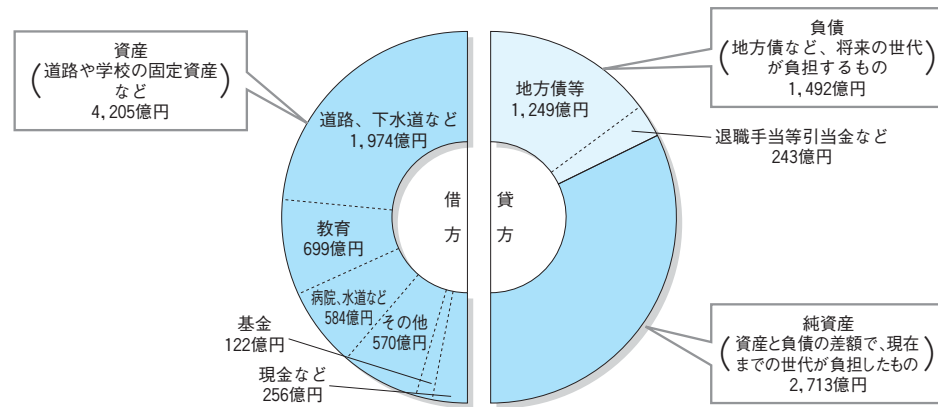 資産
（道路や学校の固定資産
など）
4,205億円
道路、下水道など
1,974億円
教育
699億円
病院、水道など
584億円
その他
570億円
基金
122億円
現金など
256億円
借
方
貸
方
負債
（地方債など、将来の世代
が負担するもの）
1,492億円
地方債等
1,249億円
退職手当等引当金など
243億円
純資産
（資産と負債の差額で、現在
までの世代が負担したもの）
2,713億円